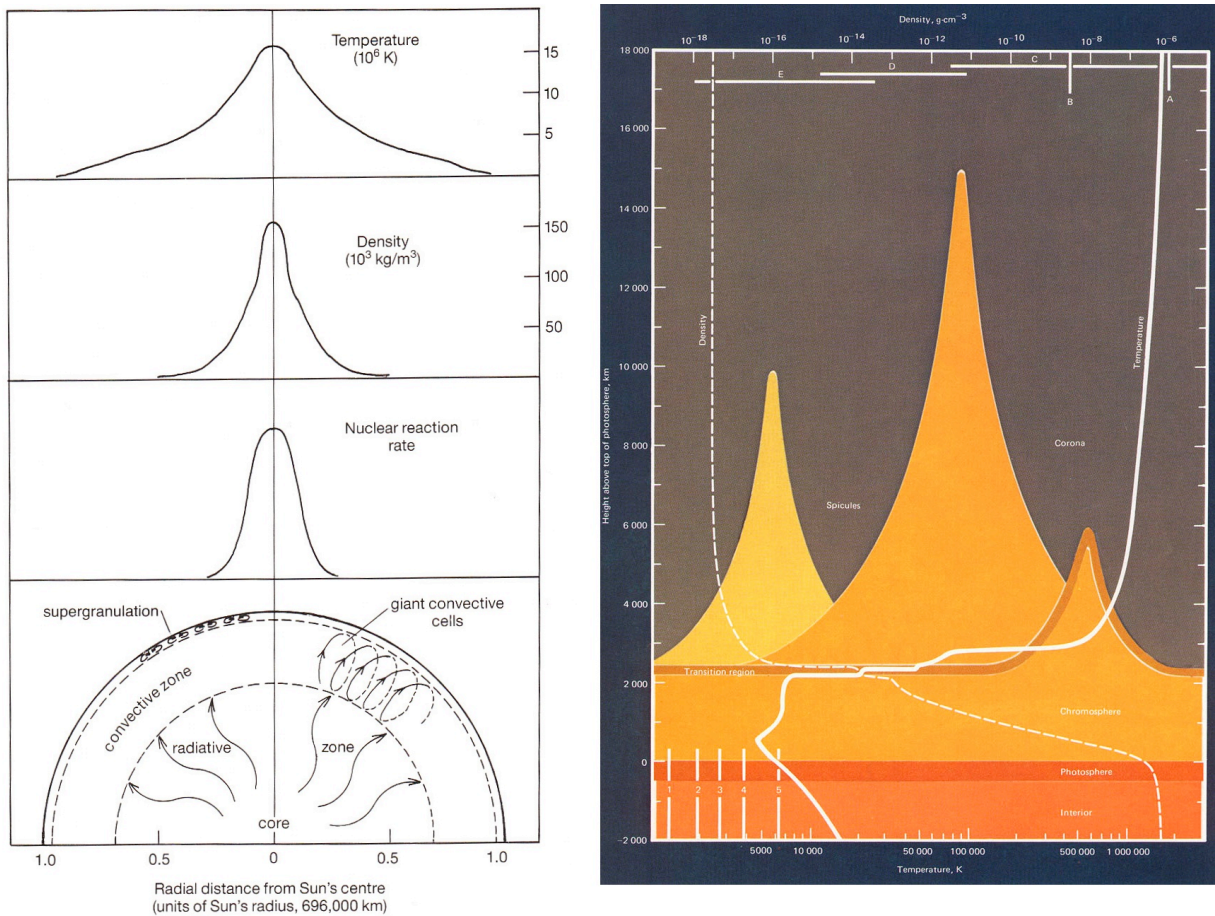 Temperature
(10⁶ K)
15
10
5
Density
(10³ kg/m³)
150
100
50
Nuclear reaction
rate
supergranulation
giant convective
cells
convective zone
radiative
zone
core
1.0 0.5 0 0.5 1.0
Radial distance from Sun's centre
(units of Sun's radius, 696,000 km)
Density, g·cm⁻³
10⁻¹⁸ 10⁻¹⁶ 10⁻¹⁴ 10⁻¹² 10⁻¹⁰ 10⁻⁸ 10⁻⁶
18 000
C
D
E
B
A
16 000
14 000
12 000
Density
Temperature
10 000
Height above top of photosphere, km
8 000
Corona
Spicules
6 000
4 000
Transition region
2 000
Chromosphere
0
Photosphere
1 2 3 4 5
Interior
−2 000
5000 10 000 50 000 100 000 500 000 1 000 000
Temperature, K